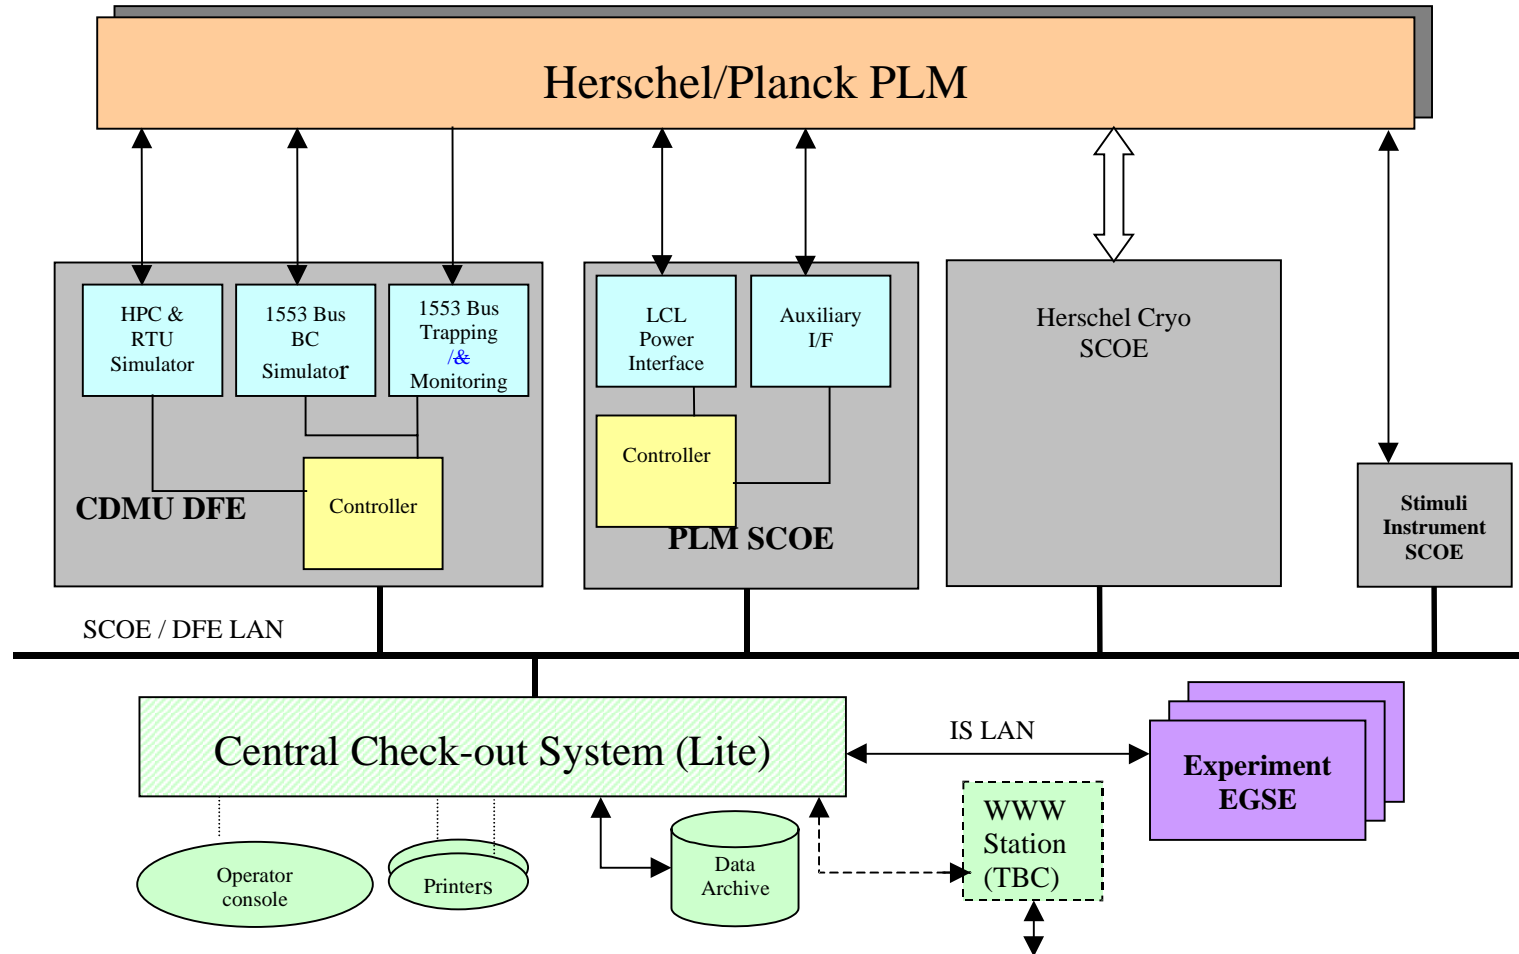 Herschel/Planck PLM
HPC &
RTU
Simulator
1553 Bus
BC
Simulator
1553 Bus
Trapping
/&
Monitoring
Controller
CDMU DFE
LCL
Power
Interface
Auxiliary
I/F
Controller
PLM SCOE
Herschel Cryo
SCOE
Stimuli
Instrument
SCOE
SCOE / DFE LAN
Central Check-out System (Lite)
IS LAN
Experiment
EGSE
Operator
console
Printers
Data
Archive
WWW
Station
(TBC)